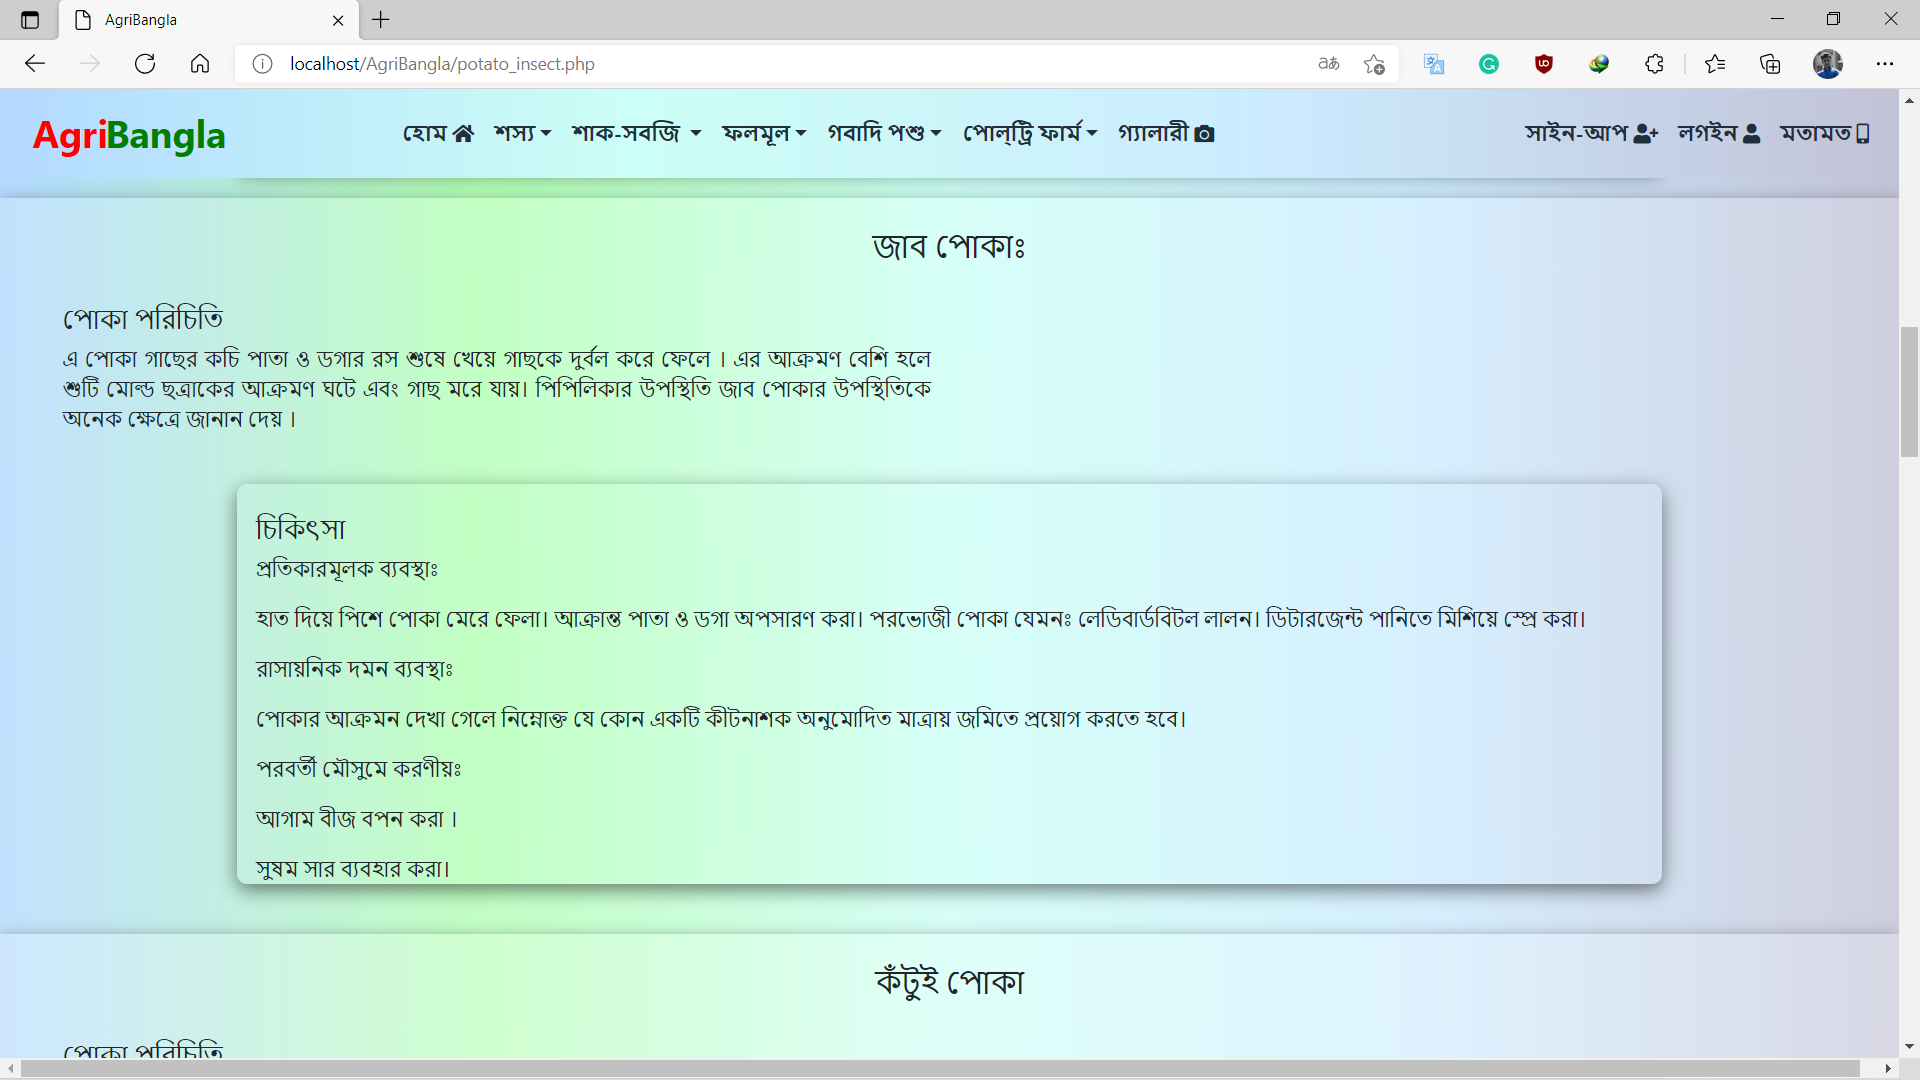 AgriBangla
localhost/AgriBangla/potato_insect.php
AgriBangla হোম শস্য শাক-সবজি ফলমূল গবাদি পশু পোল্ট্রি ফার্ম গ্যালারী সাইন-আপ লগইন মতামত
জাব পোকাঃ
পোকা পরিচিতি
এ পোকা গাছের কচি পাতা ও ডগার রস শুষে খেয়ে গাছকে দুর্বল করে ফেলে । এর আক্রমণ বেশি হলে
শুটি মোল্ড ছত্রাকের আক্রমণ ঘটে এবং গাছ মরে যায়। পিপিলিকার উপস্থিতি জাব পোকার উপস্থিতিকে
অনেক ক্ষেত্রে জানান দেয় ।
চিকিৎসা
প্রতিকারমূলক ব্যবস্থাঃ
হাত দিয়ে পিশে পোকা মেরে ফেলা। আক্রান্ত পাতা ও ডগা অপসারণ করা। পরভোজী পোকা যেমনঃ লেডিবার্ডবিটল লালন। ডিটারজেন্ট পানিতে মিশিয়ে স্প্রে করা।
রাসায়নিক দমন ব্যবস্থাঃ
পোকার আক্রমন দেখা গেলে নিম্নোক্ত যে কোন একটি কীটনাশক অনুমোদিত মাত্রায় জমিতে প্রয়োগ করতে হবে।
পরবর্তী মৌসুমে করণীয়ঃ
আগাম বীজ বপন করা ।
সুষম সার ব্যবহার করা।
কঁটুই পোকা
পোকা পরিচিতি